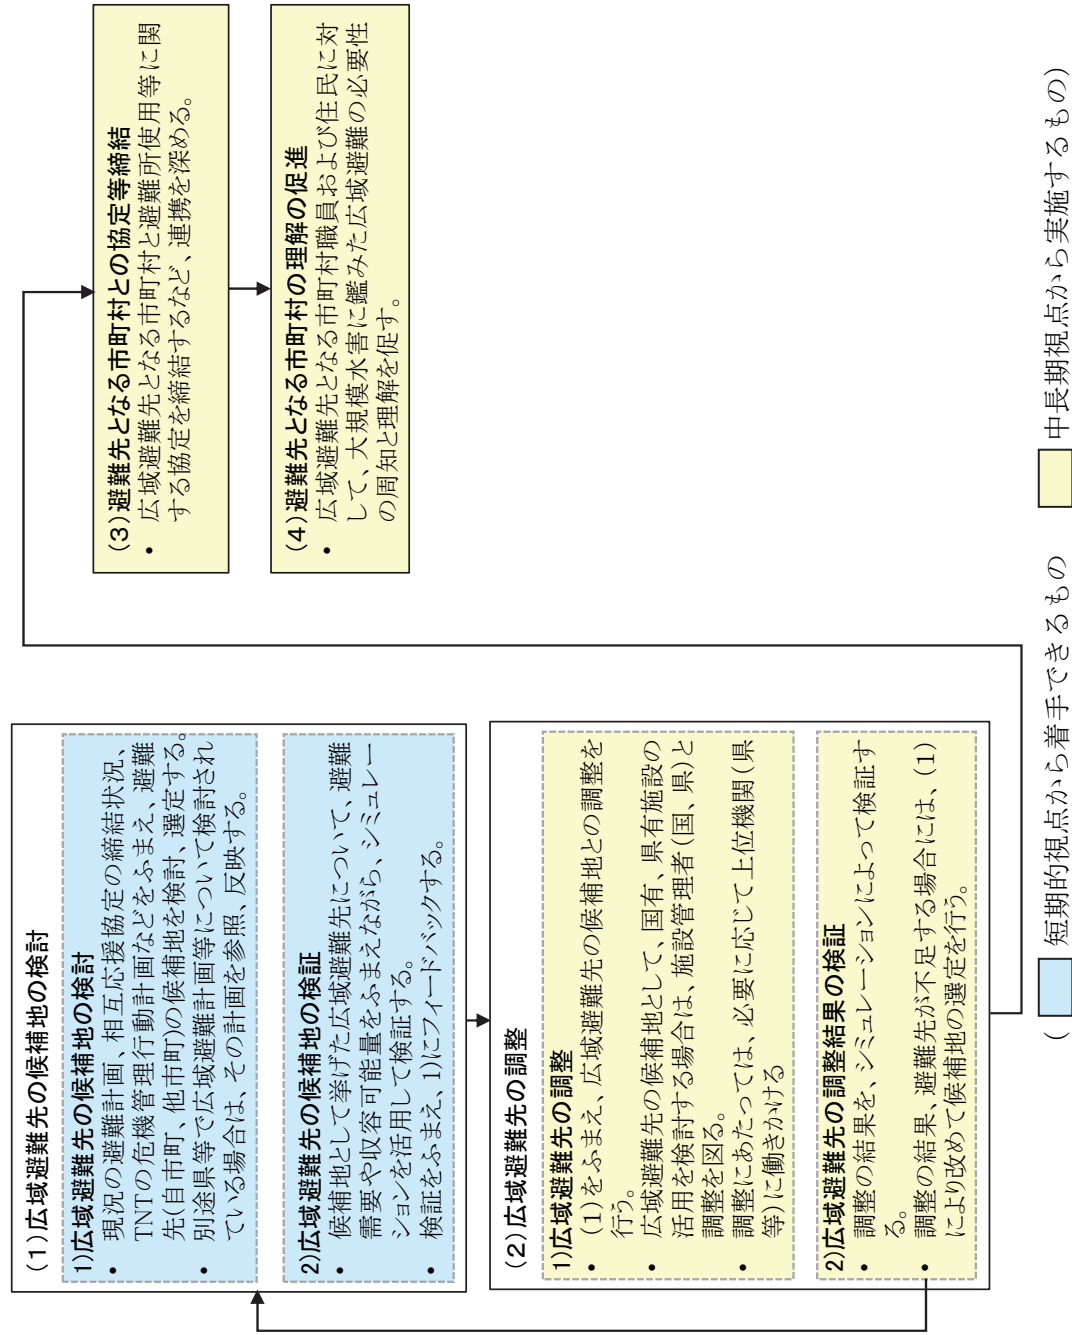 (1)広域避難先の候補地の検討
1)広域避難先の候補地の検討
• 現況の避難計画、相互応援協定の締結状況、
TNTの危機管理行動計画などをふまえ、避難
先(自市町、他市町)の候補地を検討、選定する。
• 別途県等で広域避難計画等について検討され
ている場合は、その計画を参照、反映する。
2)広域避難先の候補地の検証
• 候補地として挙げた広域避難先について、避難
需要や収容可能量をふまえながら、シミュレー
ションを活用して検証する。
• 検証をふまえ、1)にフィードバックする。
(2)広域避難先の調整
1)広域避難先の調整
• (1)をふまえ、広域避難先の候補地との調整を
行う。
• 広域避難先の候補地として、国有、県有施設の
活用を検討する場合は、施設管理者(国、県)と
調整を図る。
• 調整にあたっては、必要に応じて上位機関(県
等)に働きかける
2)広域避難先の調整結果の検証
• 調整の結果を、シミュレーションによって検証す
る。
• 調整の結果、避難先が不足する場合には、(1)
により改めて候補地の選定を行う。
(3)避難先となる市町村との協定等締結
• 広域避難先となる市町村と避難所使用等に関
する協定を締結するなど、連携を深める。
(4)避難先となる市町村の理解の促進
• 広域避難先となる市町村職員および住民に対
して、大規模水害に鑑みた広域避難の必要性
の周知と理解を促す。
( 短期的視点から着手できるもの 中長期視点から実施するもの)